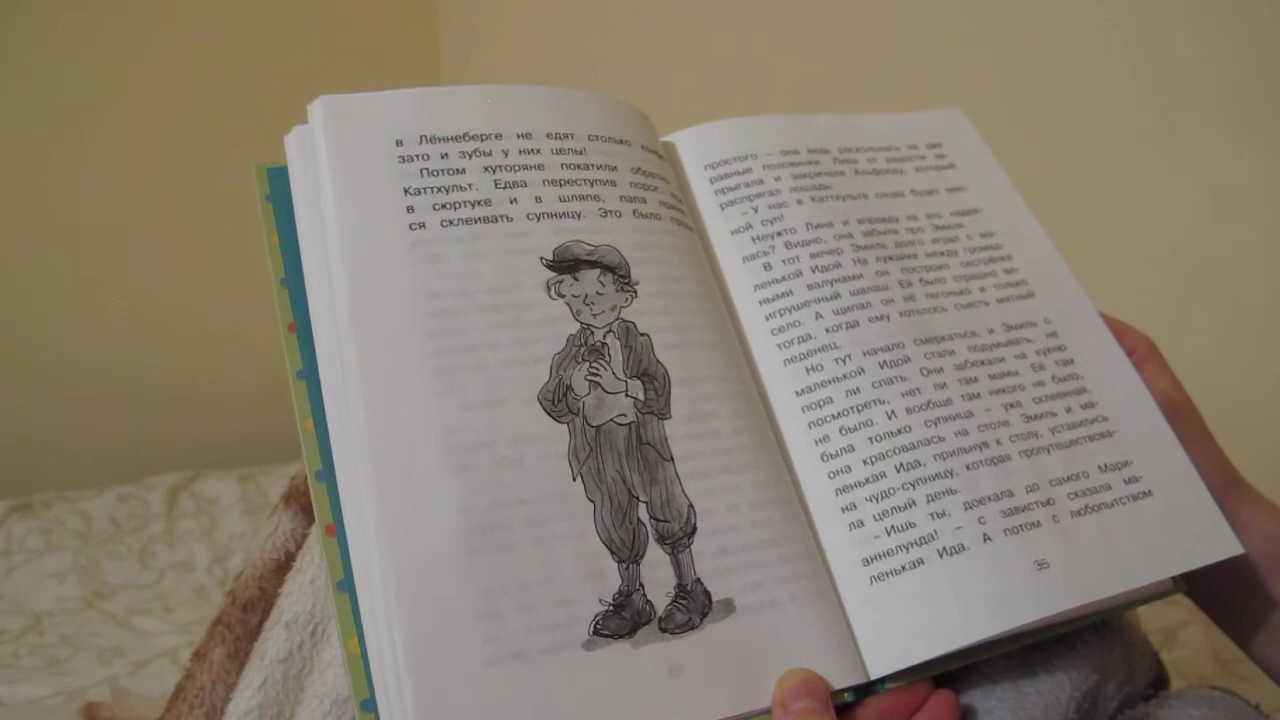 в Лённеберге не едят столько
зато и зубы у них целы!
Потом хуторяне покатили обратно
Каттхульт. Едва переступив порог,
в сюртуке и в шляпе, папа
ся склеивать супницу. Это было
простого – она ведь раскололась на две
равные половинки. Лина от радости за-
прыгала и закричала Альфреду, который
распрягал лошадь:
– У нас в Каттхульте снова будет мяс-
ной суп!
Неужто Лина и вправду на это надея-
лась? Видно, она забыла про Эмиля.
В тот вечер Эмиль долго играл с ма-
ленькой Идой. На лужайке между громад-
ными валунами он построил сестрёнке
игрушечный шалаш. Ей было страшно ве-
село. А щипал он её легонько и только
тогда, когда ему хотелось съесть мятный
леденец.
Но тут начало смеркаться, и Эмиль с
маленькой Идой стали подумывать, не
пора ли спать. Они забежали на кухню
посмотреть, нет ли там мамы. Её там
не было. И вообще там никого не было,
была только супница – уже склеенная,
она красовалась на столе. Эмиль и ма-
ленькая Ида, прильнув к столу, уставились
на чудо-супницу, которая пропутешествова-
ла целый день.
– Ишь ты, доехала до самого Мари-
аннелунда! – с завистью сказала ма-
ленькая Ида. А потом с любопытством
35